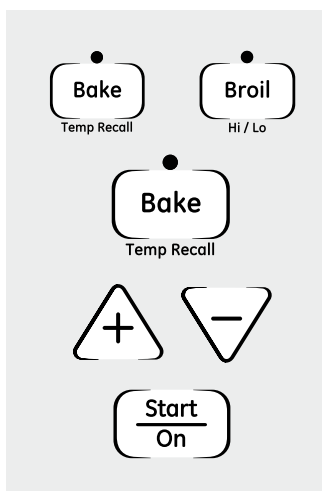 Bake
Temp Recall
Broil
Hi / Lo
Bake
Temp Recall
+
−
Start
On